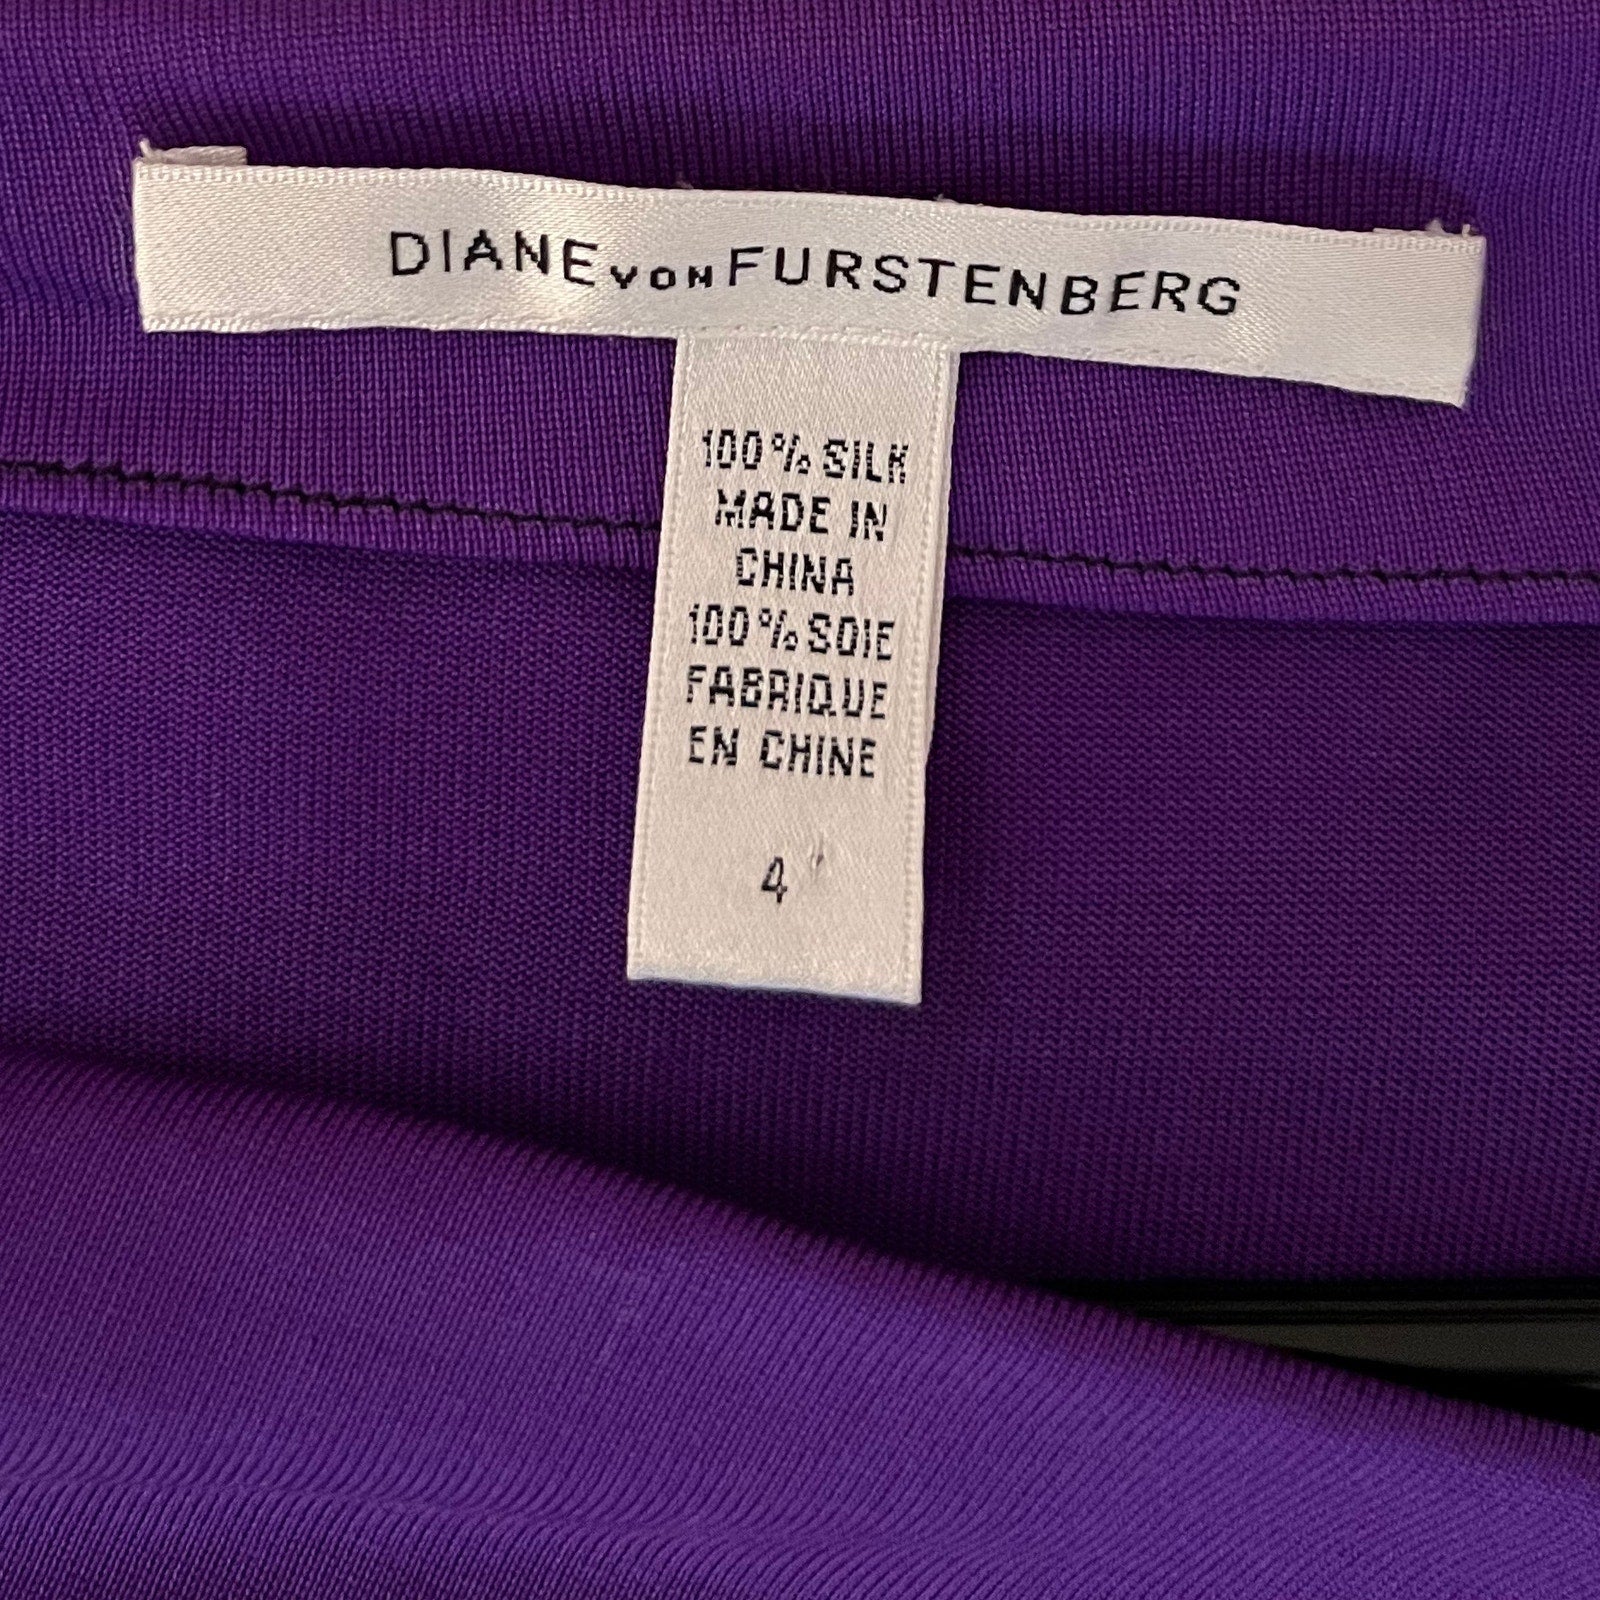 DIANE VON FURSTENBERG
100% SILK
MADE IN
CHINA
100% SOIE
FABRIQUE
EN CHINE
4